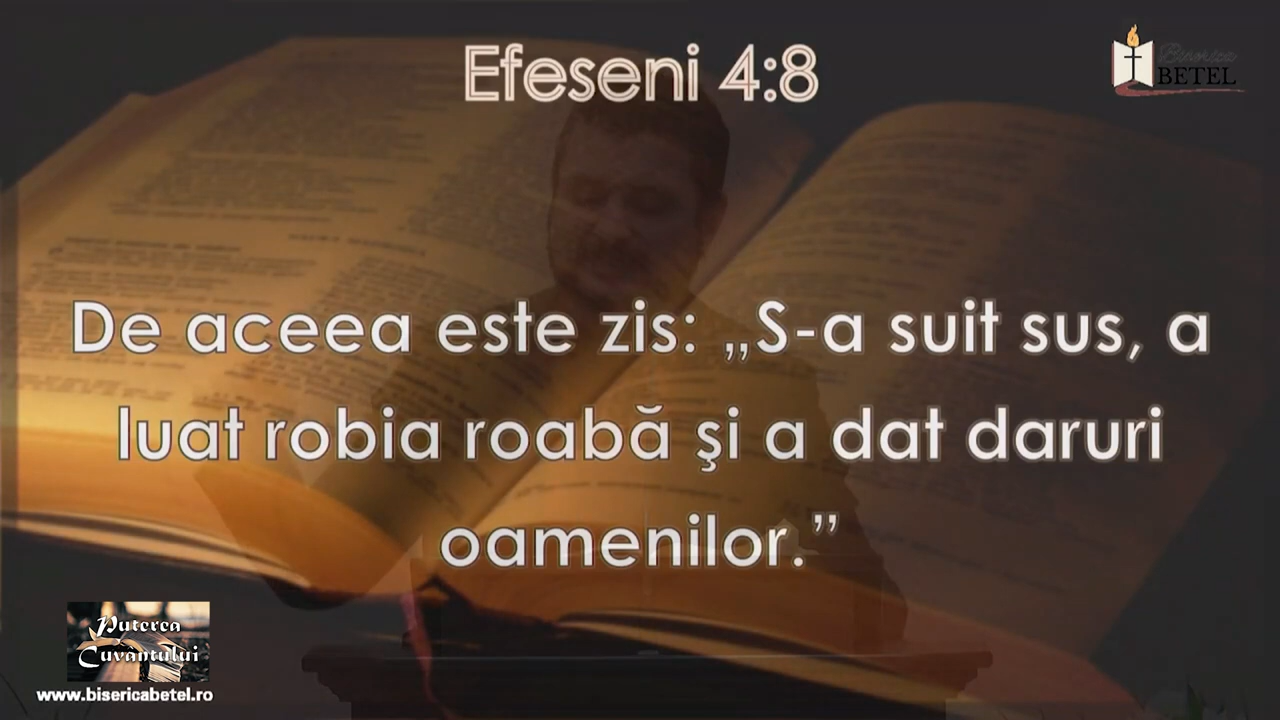 Efeseni 4:8
Biserica
BETEL
De aceea este zis: „S-a suit sus, a
luat robia roabă şi a dat daruri
oamenilor.”
Puterea
Cuvantului
www.bisericabetel.ro